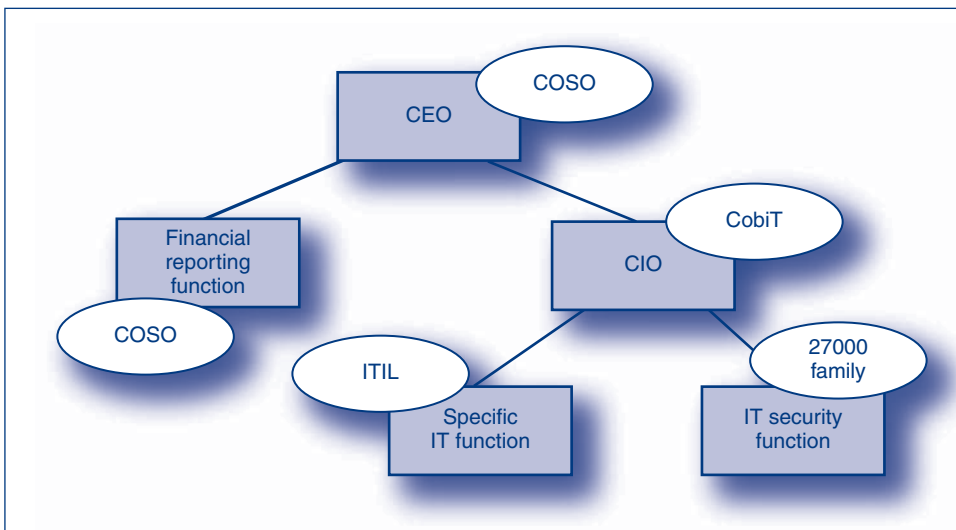 COSO
CEO
Financial
reporting
function
COSO
CobiT
CIO
ITIL
Specific
IT function
27000
family
IT security
function